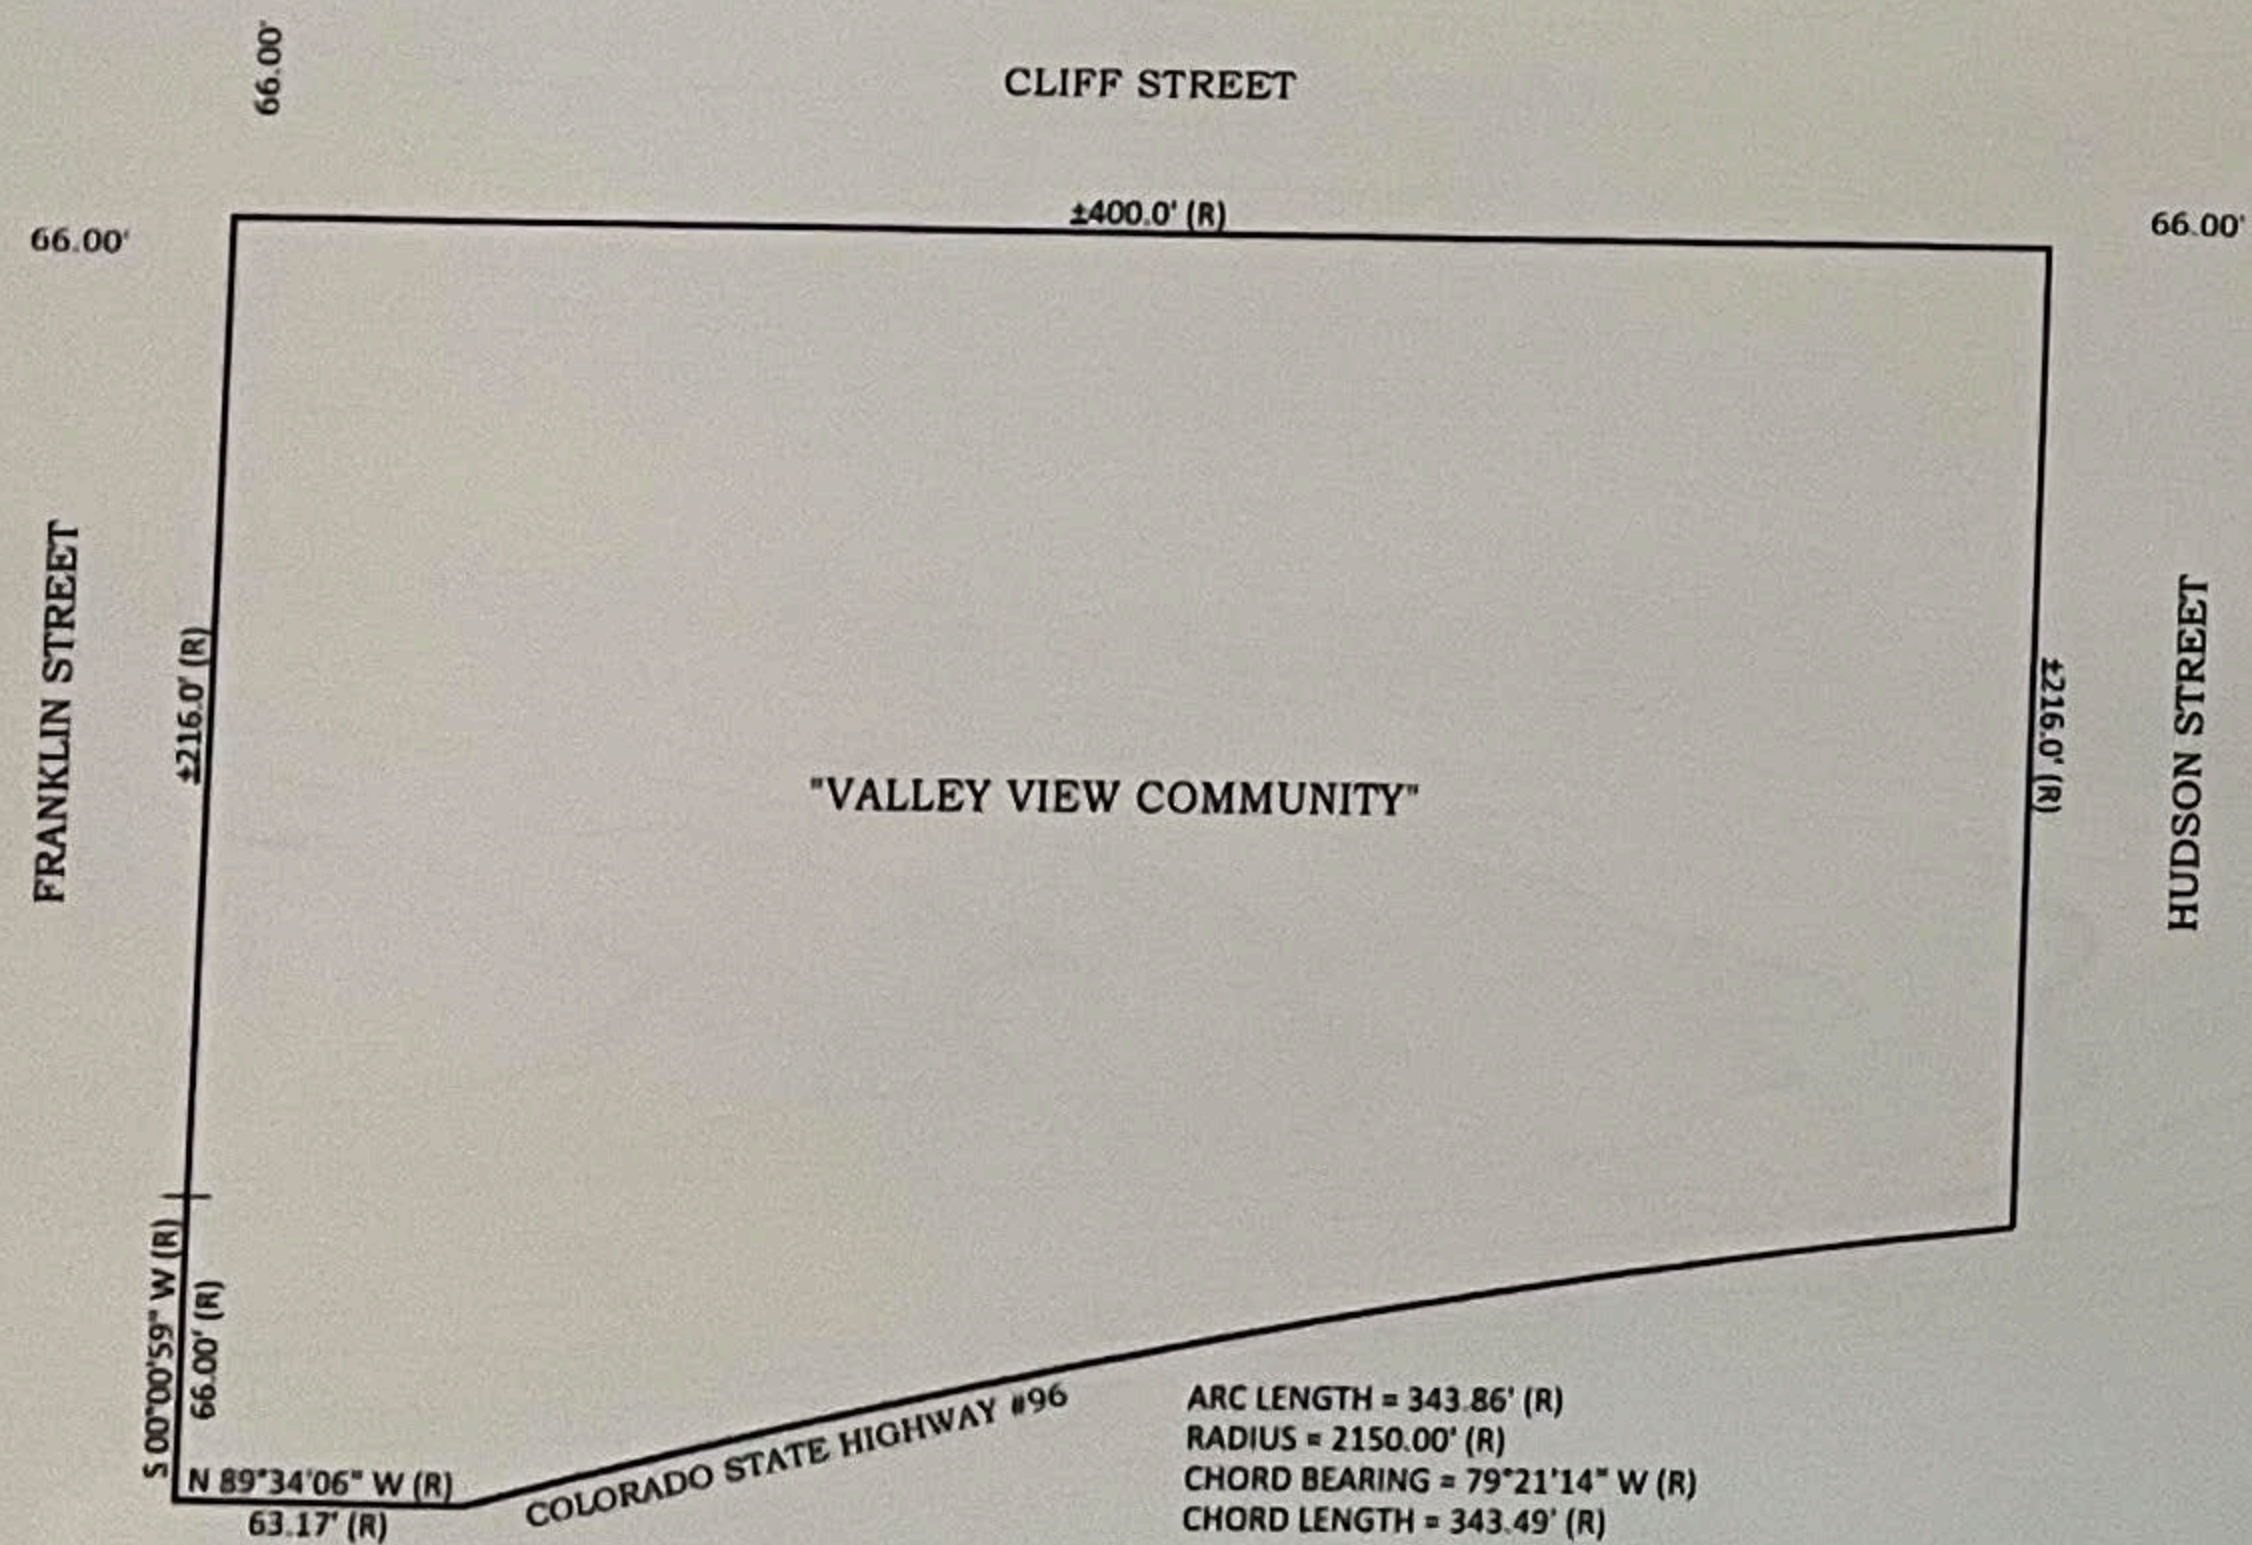 66.00'
CLIFF STREET
±400.0' (R)
66.00'
66.00'
FRANKLIN STREET
±216.0' (R)
"VALLEY VIEW COMMUNITY"
±216.0' (R)
HUDSON STREET
S 00°00'59" W (R)
66.00' (R)
N 89°34'06" W (R)
63.17' (R)
COLORADO STATE HIGHWAY #96
ARC LENGTH = 343.86' (R)
RADIUS = 2150.00' (R)
CHORD BEARING = 79°21'14" W (R)
CHORD LENGTH = 343.49' (R)